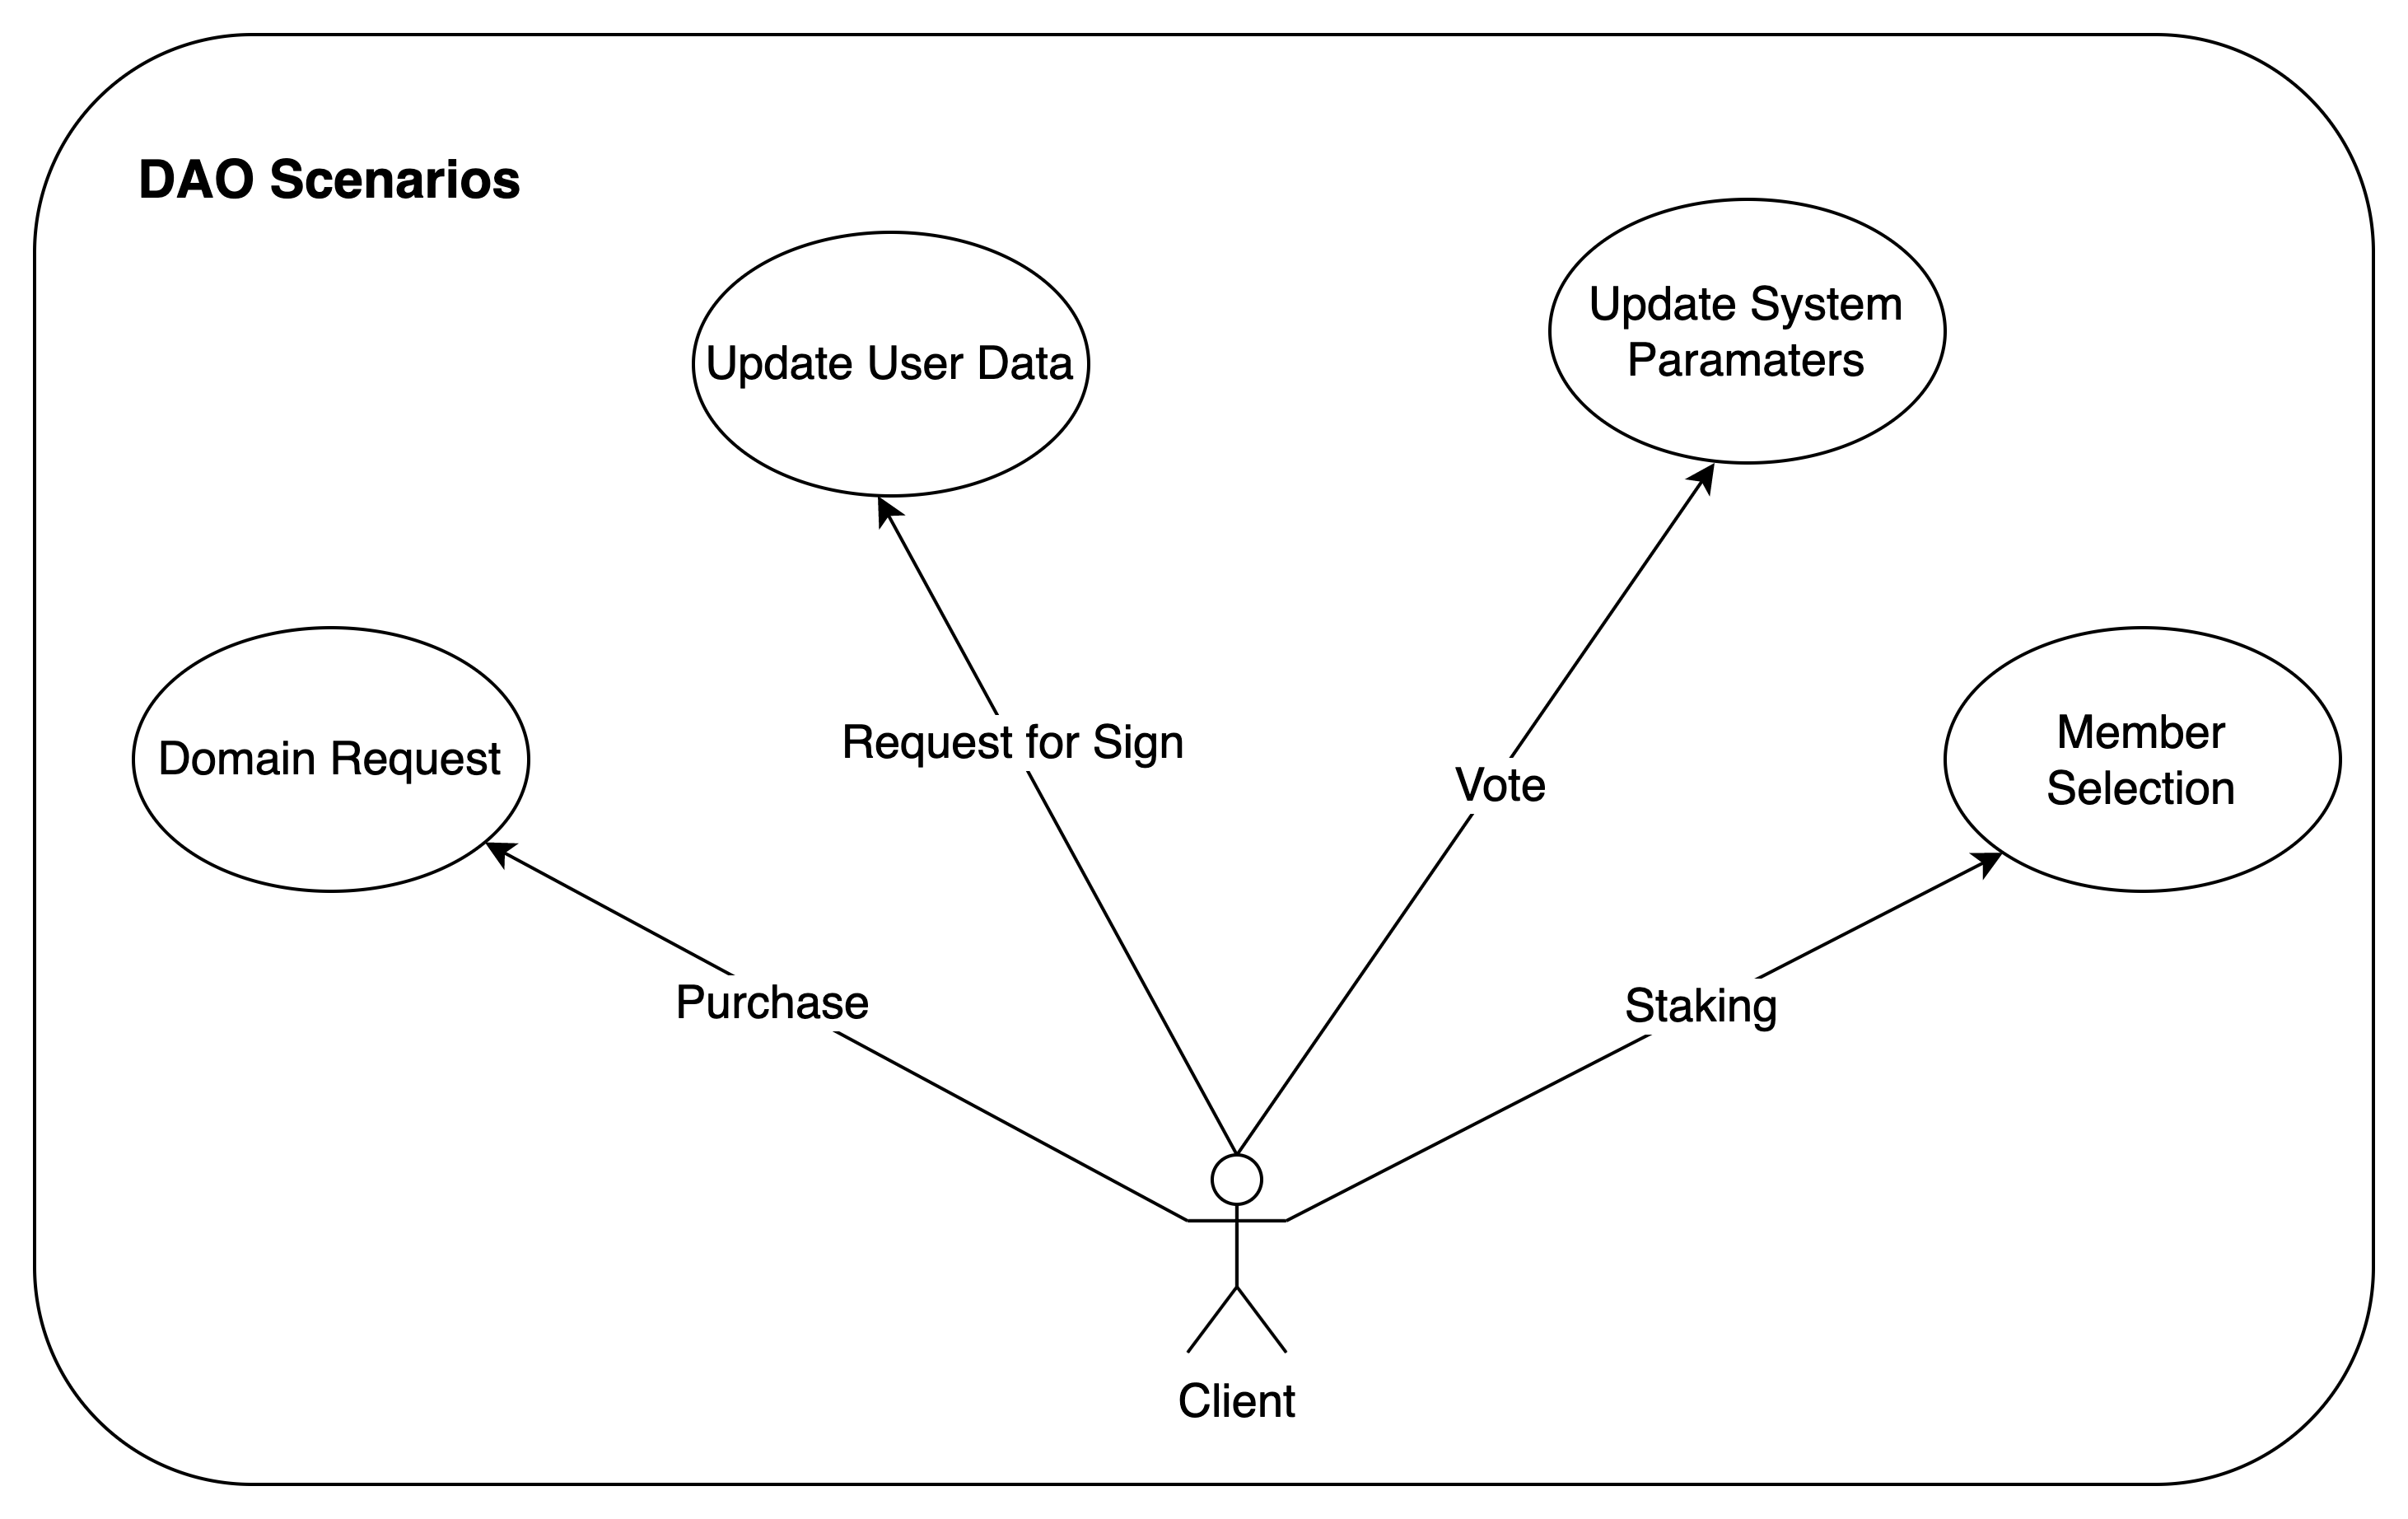 DAO Scenarios
Update System
Paramaters
Update User Data
Member
Selection
Domain Request
Request for Sign
Vote
Purchase
Staking
Client